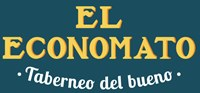 EL
ECONOMATO
· Taberneo del bueno ·